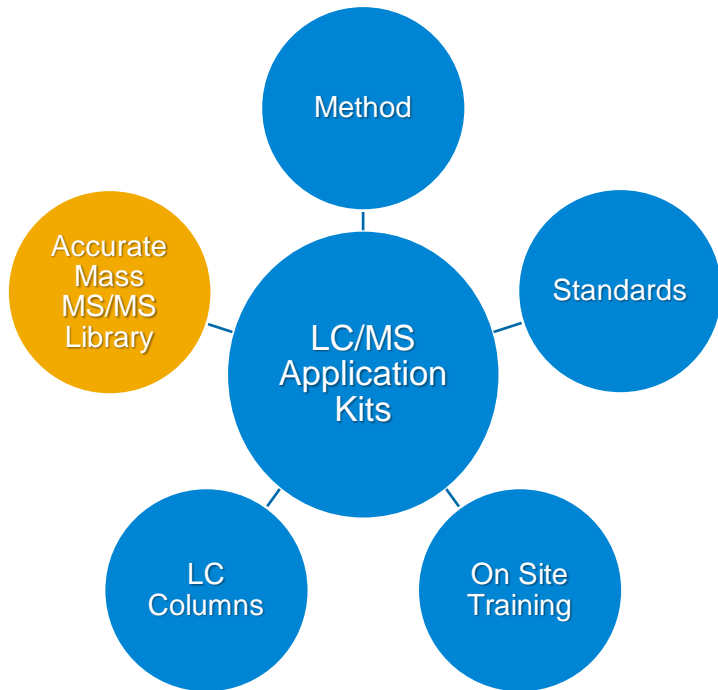 Method
Accurate
Mass
MS/MS
Library
Standards
LC/MS
Application
Kits
LC
Columns
On Site
Training